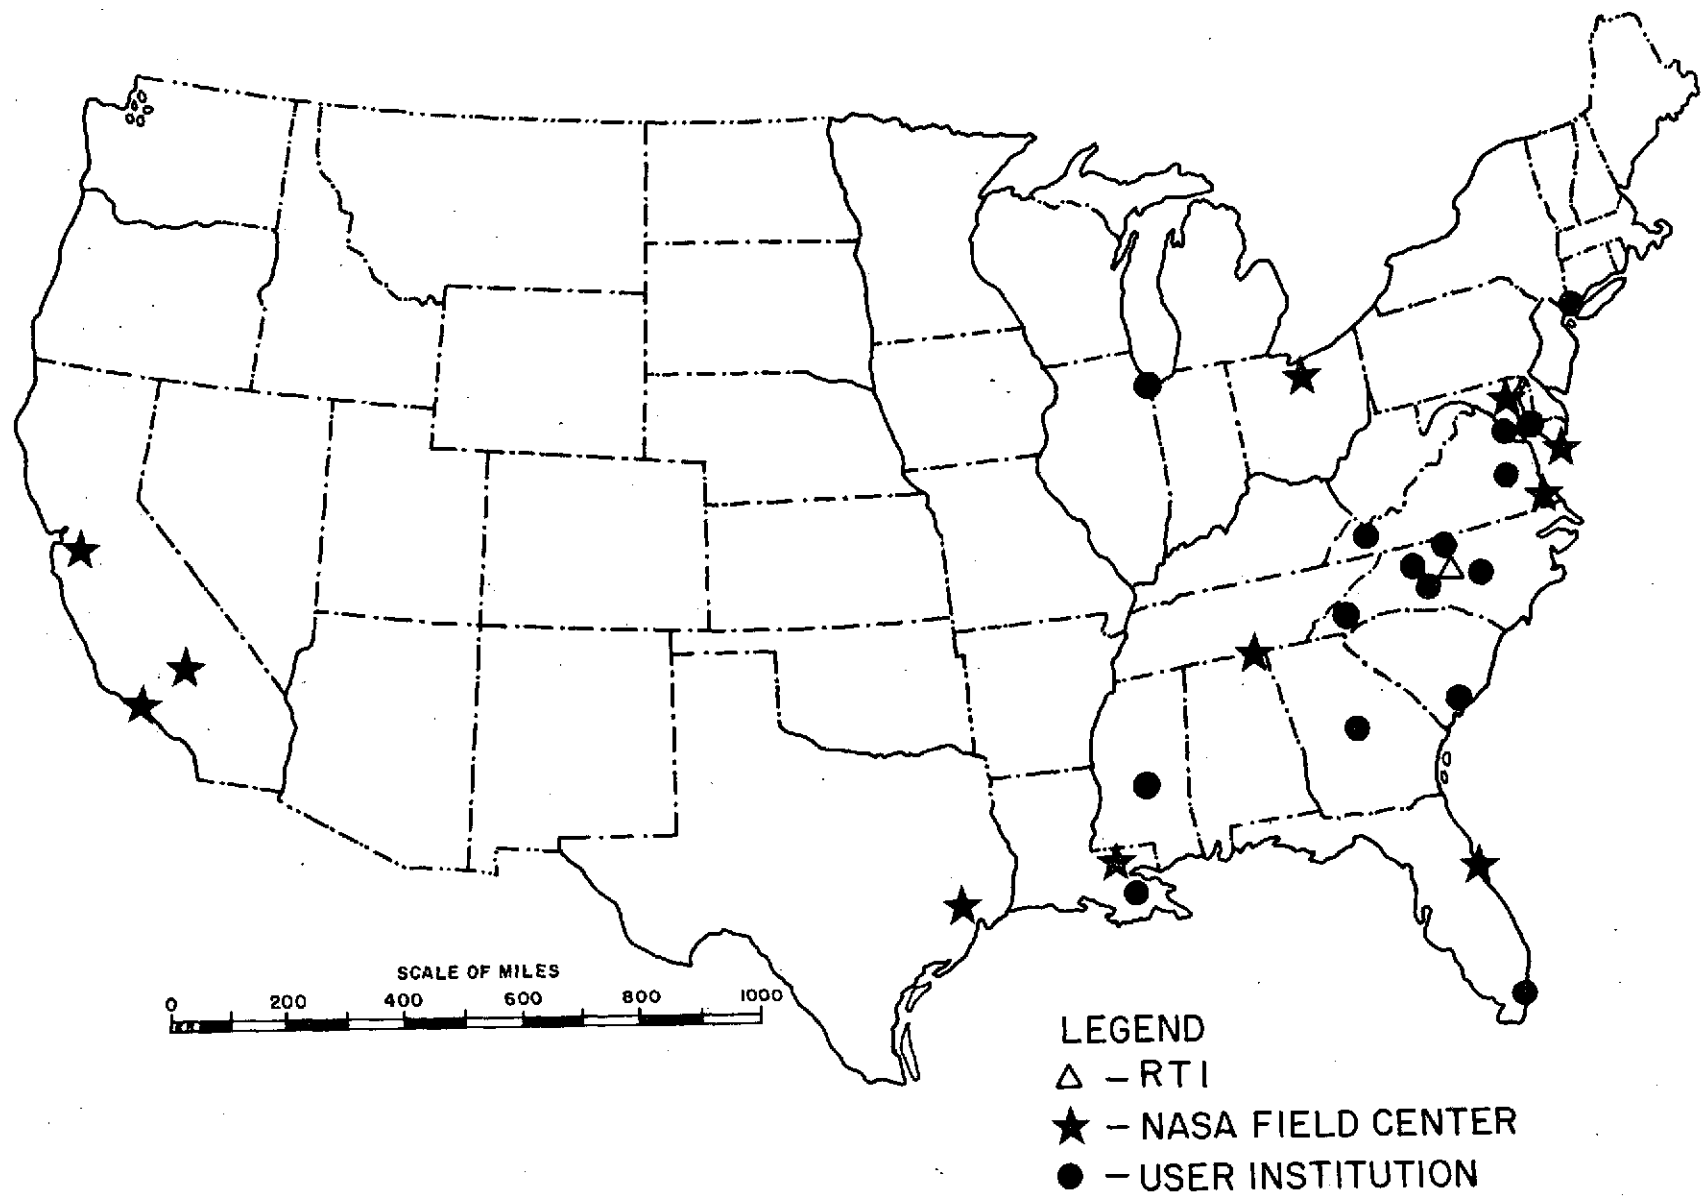 SCALE OF MILES
0 200 400 600 800 1000
LEGEND
△ – RTI
★ – NASA FIELD CENTER
● – USER INSTITUTION